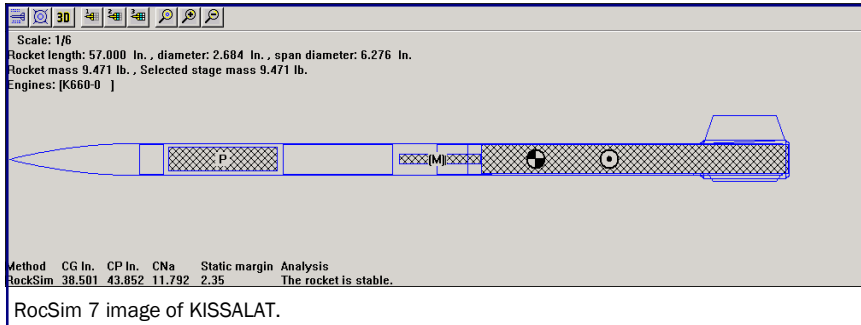 3D
Scale: 1/6
Rocket length: 57.000 In. , diameter: 2.684 In. , span diameter: 6.276 In.
Rocket mass 9.471 lb. , Selected stage mass 9.471 lb.
Engines: [K660-0 ]
P
(M)
Method CG In. CP In. CNa Static margin Analysis
RockSim 38.501 43.852 11.792 2.35 The rocket is stable.
RocSim 7 image of KISSALAT.